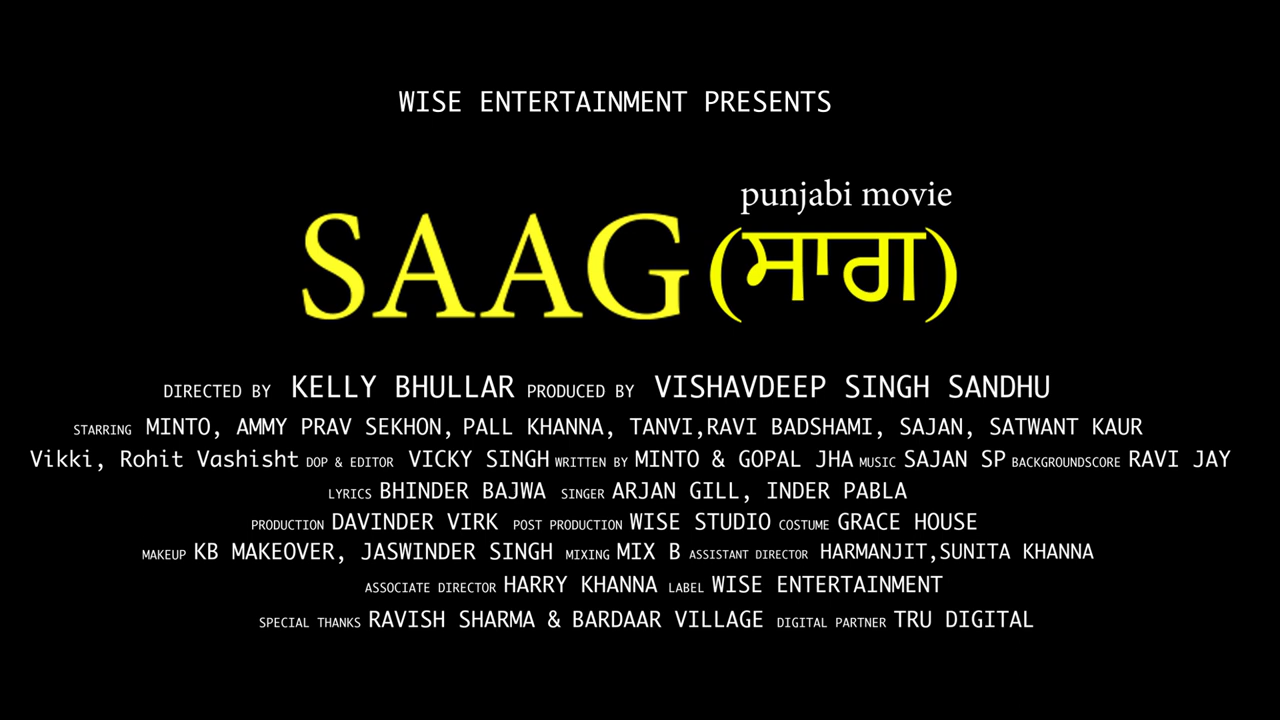 WISE ENTERTAINMENT PRESENTS
punjabi movie
SAAG (ਸਾਗ)
DIRECTED BY KELLY BHULLAR PRODUCED BY VISHAVDEEP SINGH SANDHU
STARRING MINTO, AMMY PRAV SEKHON, PALL KHANNA, TANVI,RAVI BADSHAMI, SAJAN, SATWANT KAUR
Vikki, Rohit Vashisht DOP & EDITOR VICKY SINGH WRITTEN BY MINTO & GOPAL JHA MUSIC SAJAN SP BACKGROUNDSCORE RAVI JAY
LYRICS BHINDER BAJWA SINGER ARJAN GILL, INDER PABLA
PRODUCTION DAVINDER VIRK POST PRODUCTION WISE STUDIO COSTUME GRACE HOUSE
MAKEUP KB MAKEOVER, JASWINDER SINGH MIXING MIX B ASSISTANT DIRECTOR HARMANJIT,SUNITA KHANNA
ASSOCIATE DIRECTOR HARRY KHANNA LABEL WISE ENTERTAINMENT
SPECIAL THANKS RAVISH SHARMA & BARDAAR VILLAGE DIGITAL PARTNER TRU DIGITAL